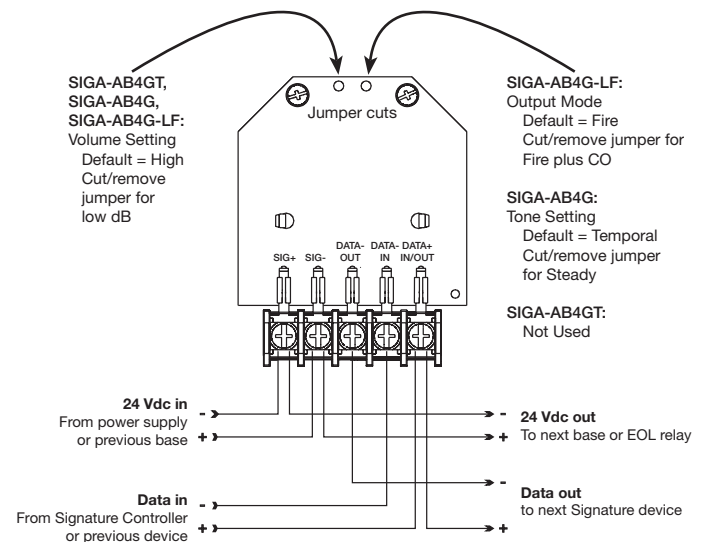 SIGA-AB4GT,
SIGA-AB4G,
SIGA-AB4G-LF:
Volume Setting
Default = High
Cut/remove
jumper for
low dB
Jumper cuts
SIGA-AB4G-LF:
Output Mode
Default = Fire
Cut/remove jumper for
Fire plus CO
SIGA-AB4G:
Tone Setting
Default = Temporal
Cut/remove jumper
for Steady
SIGA-AB4GT:
Not Used
SIG+ SIG- DATA- OUT DATA- IN DATA+ IN/OUT
24 Vdc in
From power supply
or previous base
-
+
-
+
24 Vdc out
To next base or EOL relay
Data in
From Signature Controller
or previous device
-
+
-
+
Data out
to next Signature device